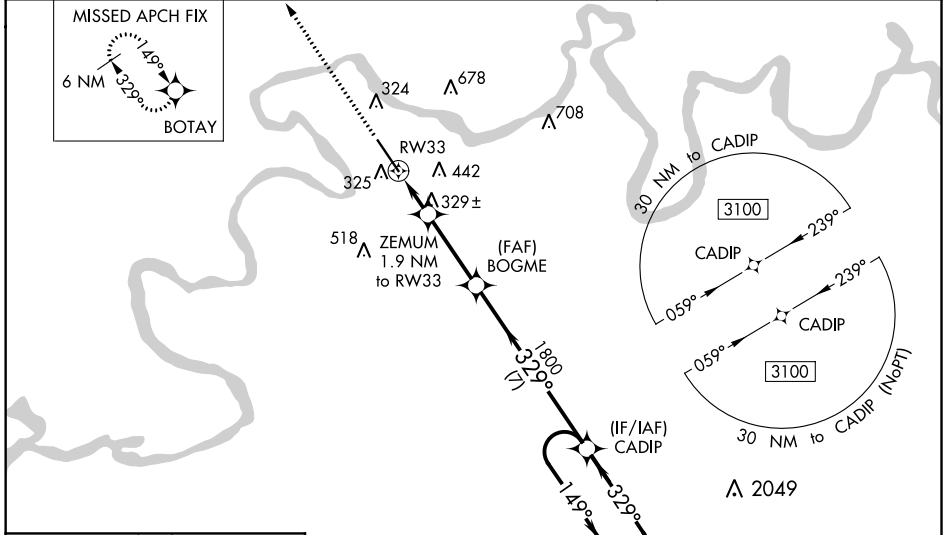 MISSED APCH FIX
149°
6 NM
329°
BOTAY
324
678
708
RW33
325
442
329±
518
ZEMUM
1.9 NM
to RW33
(FAF)
BOGME
1800
329°
(7)
(IF/IAF)
CADIP
149°
329°
30 NM to CADIP
3100
239°
CADIP
059°
239°
CADIP
059°
3100
30 NM to CADIP (NoPT)
2049